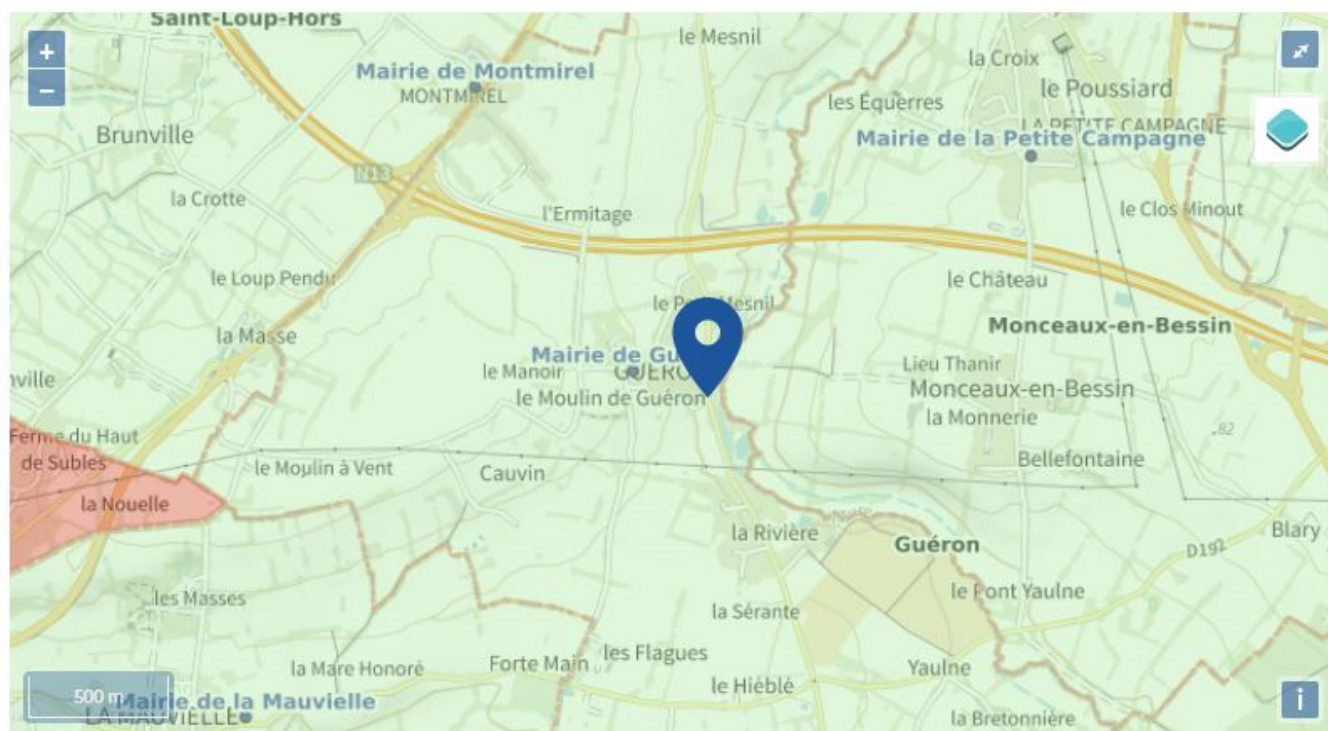 Saint-Loup-Hors
le Mesnil
+
la Croix
Mairie de Montmirel
MONTMIREL
le Poussiard
les Equerres
LA PETITE CAMPAGNE
Mairie de la Petite Campagne
Brunville
N13
la Crotte
l'Ermitage
le Clos Minout
le Loup Pendu
le Château
le Mesnil
la Masse
Monceaux-en-Bessin
Mairie de
le Manoir
Lieu Thanir
Monceaux-en-Bessin
le Moulin de Guéron
la Monnerie
82
Ferme du Haut
de Subles
le Moulin à Vent
Cauvin
Bellefontaine
la Nouelle
la Rivière
Guéron
Blary
D192
les Masses
le Pont Yaulne
la Sérante
la Mare Honoré
Forte Main
les Flagues
Yaulne
le Hiéblé
500 m
Mairie de la Mauvielle
LA MAUVIELLE
la Bretonnière
i